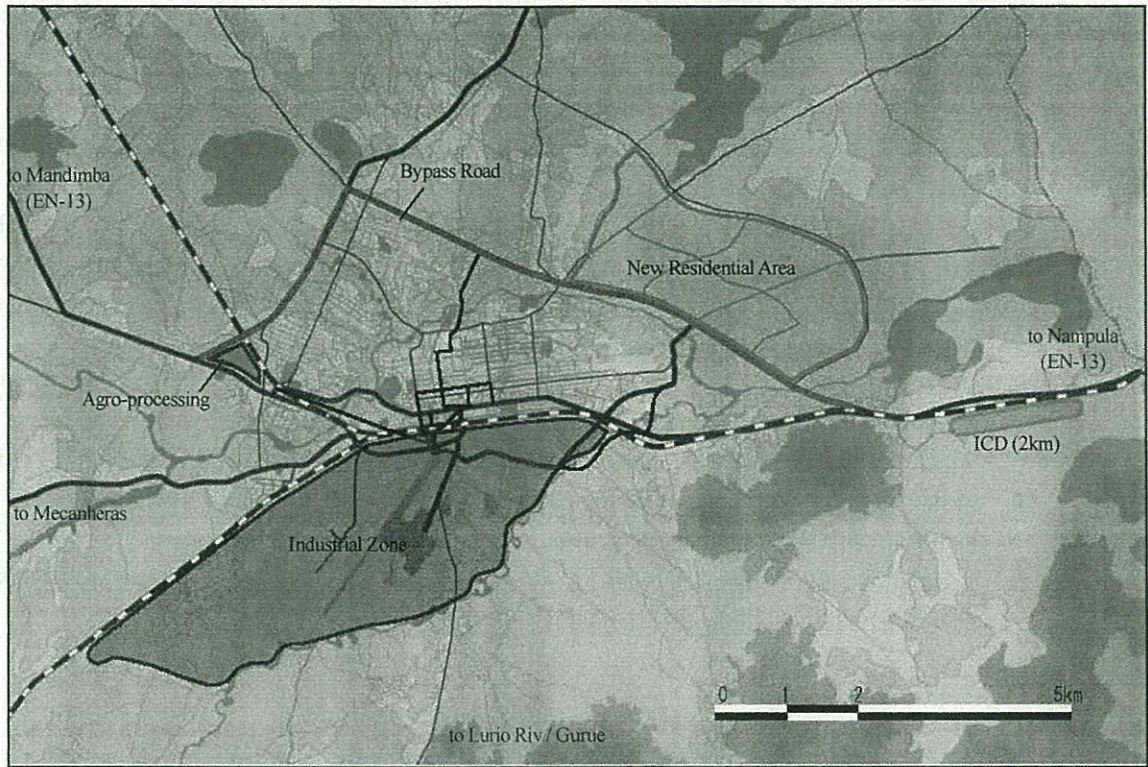 to Mandimba
(EN-13)
Bypass Road
New Residential Area
to Nampula
(EN-13)
Agro-processing
ICD (2km)
to Mecanheras
Industrial Zone
to Lurio Riv / Gurue
0 1 2 5km